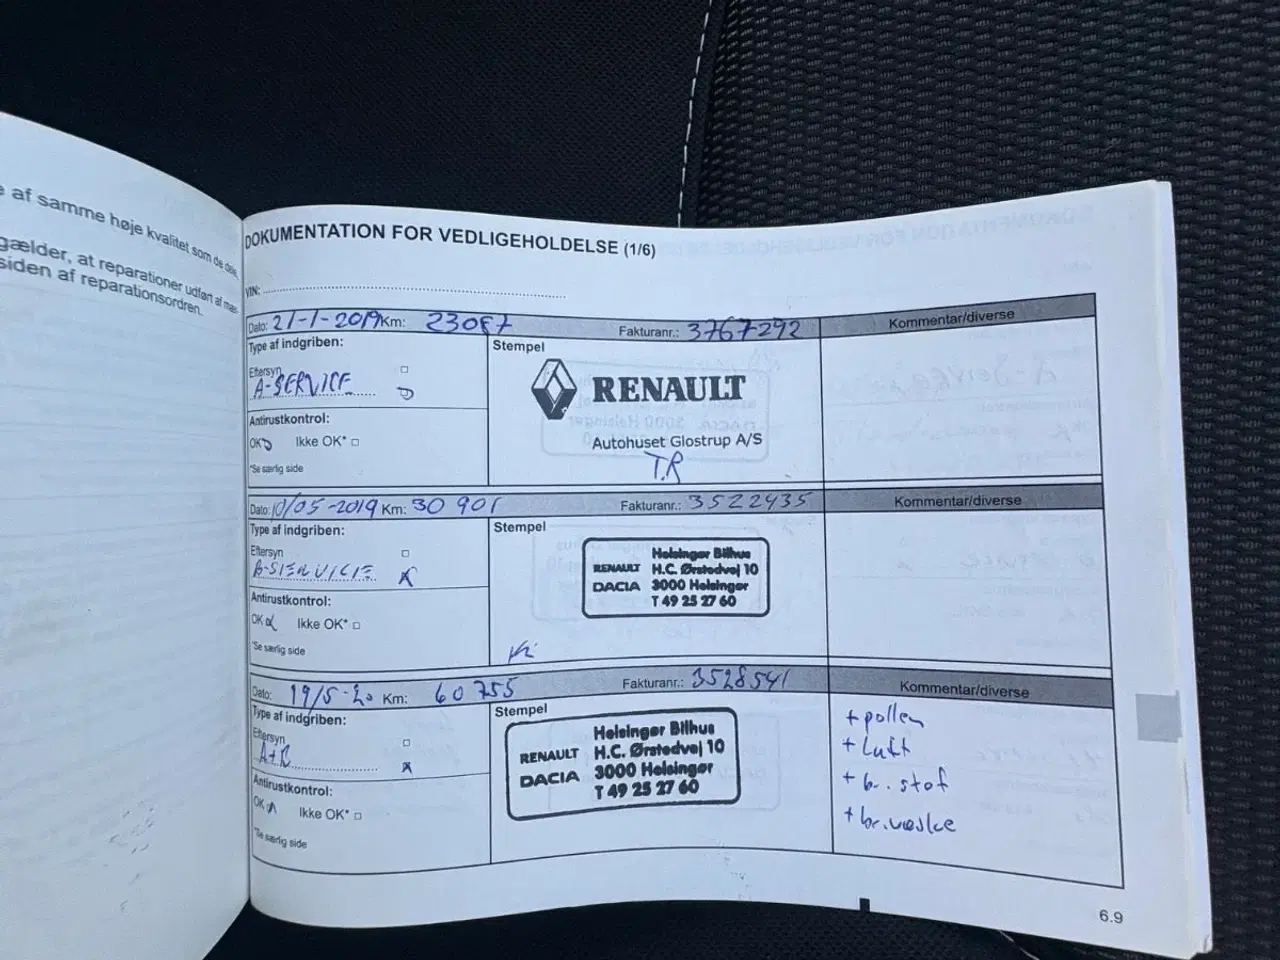 af samme høje kvalitet som de dele,
gælder, at reparationer udført af
siden af reparationsordren.
DOKUMENTATION FOR VEDLIGEHOLDELSE (1/6)
VIN:
Dato: 21-1-2019 Km: 23087 Fakturanr.: 3767292 Kommentar/diverse
Type af indgriben:
Stempel
Eftersyn
A-SERVICE
RENAULT
Autohuset Glostrup A/S
T.R
Antirustkontrol:
OK Ikke OK*
*Se særlig side
Dato: 10/05-2019 Km: 30 901 Fakturanr.: 3522435 Kommentar/diverse
Type af indgriben:
Stempel
Eftersyn
Helsingør Bilhus
RENAULT H.C. Ørstedvej 10
DACIA 3000 Helsingør
T 49 25 27 60
Antirustkontrol:
OK Ikke OK*
*Se særlig side
Dato: 19/5-20 Km: 60 755 Fakturanr.: 3528541 Kommentar/diverse
Type af indgriben:
Stempel
Eftersyn
Helsingør Bilhus
RENAULT H.C. Ørstedvej 10
DACIA 3000 Helsingør
T 49 25 27 60
Antirustkontrol:
OK Ikke OK*
*Se særlig side
+ pollen
+ Luft
+ br. stof
+ br. væske
6.9